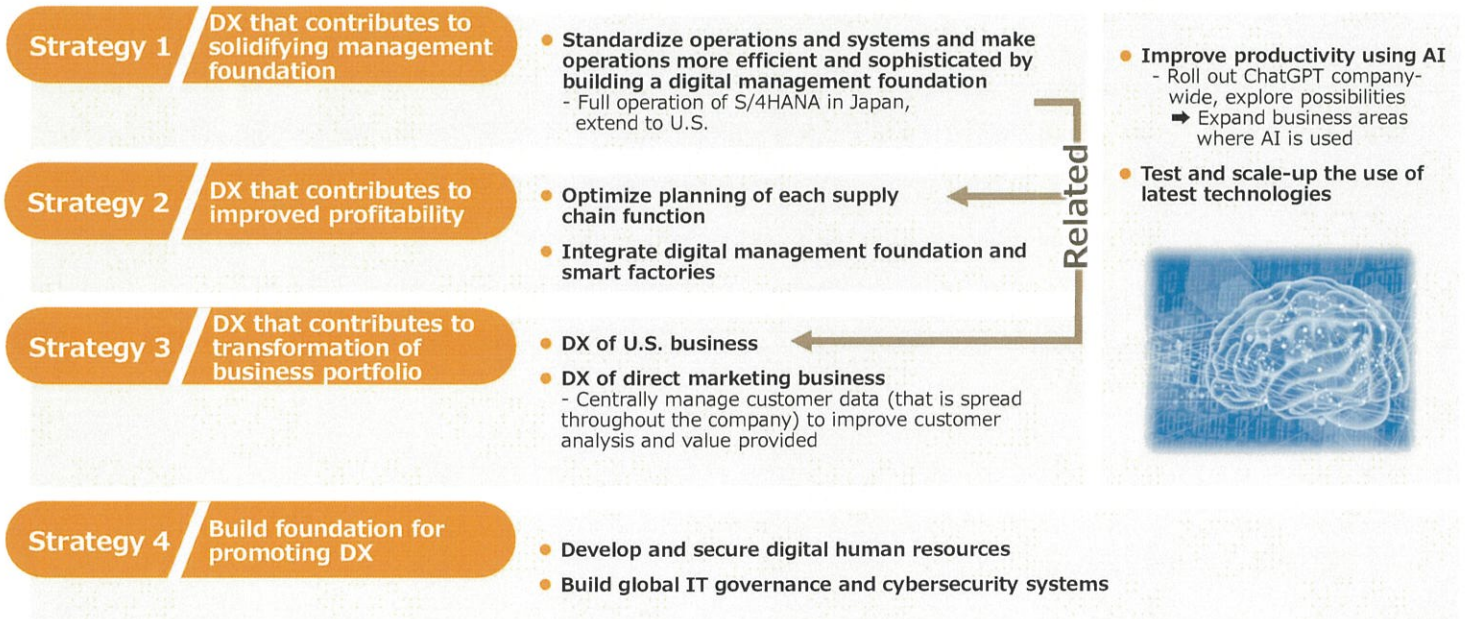 Strategy 1
DX that contributes to
solidifying management
foundation
● Standardize operations and systems and make
operations more efficient and sophisticated by
building a digital management foundation
- Full operation of S/4HANA in Japan,
extend to U.S.
Strategy 2
DX that contributes to
improved profitability
● Optimize planning of each supply
chain function
● Integrate digital management foundation and
smart factories
Related
Strategy 3
DX that contributes to
transformation of
business portfolio
● DX of U.S. business
● DX of direct marketing business
- Centrally manage customer data (that is spread
throughout the company) to improve customer
analysis and value provided
● Improve productivity using AI
- Roll out ChatGPT company-
wide, explore possibilities
➡ Expand business areas
where AI is used
● Test and scale-up the use of
latest technologies
Strategy 4
Build foundation for
promoting DX
● Develop and secure digital human resources
● Build global IT governance and cybersecurity systems